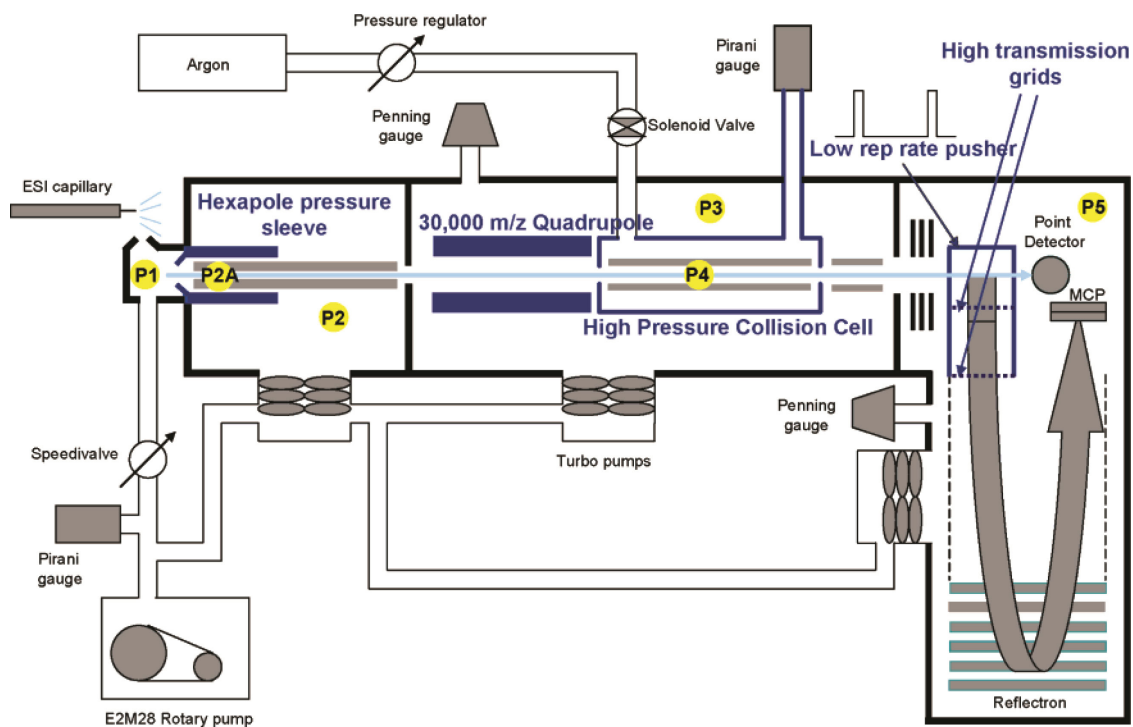 Pressure regulator
Argon
Pirani
gauge
High transmission
grids
Penning
gauge
Solenoid Valve
Low rep rate pusher
ESI capillary
Hexapole pressure
sleeve
30,000 m/z Quadrupole
P3
P5
Point
Detector
P1
P2A
P4
MCP
P2
High Pressure Collision Cell
Penning
gauge
Speedivalve
Turbo pumps
Pirani
gauge
Reflectron
E2M28 Rotary pump